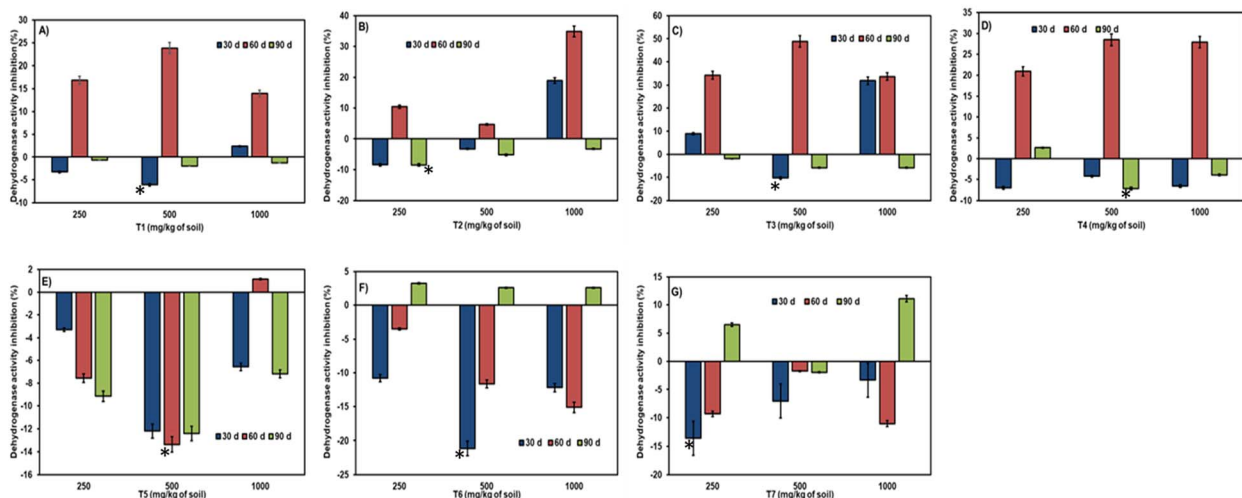 Dehydrogenase activity inhibition (%)
A)
30 d 60 d 90 d
30
25
20
15
10
5
0
-5
-10
*
250 500 1000
T1 (mg/kg of soil)
Dehydrogenase activity inhibition (%)
B)
30 d 60 d 90 d
40
30
20
10
0
-10
-20
*
250 500 1000
T2 (mg/kg of soil)
Dehydrogenase activity inhibition (%)
C)
30 d 60 d 90 d
60
50
40
30
20
10
0
-10
-20
*
250 500 1000
T3 (mg/kg of soil)
Dehydrogenase activity inhibition (%)
D)
30 d 60 d 90 d
35
30
25
20
15
10
5
0
-5
-10
*
250 500 1000
T4 (mg/kg of soil)
Dehydrogenase activity inhibition (%)
E)
2
0
-2
-4
-6
-8
-10
-12
-14
-16
30 d 60 d 90 d
*
250 500 1000
T5 (mg/kg of soil)
Dehydrogenase activity inhibition (%)
F)
5
0
-5
-10
-15
-20
-25
30 d 60 d 90 d
*
250 500 1000
T6 (mg/kg of soil)
Dehydrogenase activity inhibition (%)
G)
30 d 60 d 90 d
15
10
5
0
-5
-10
-15
-20
*
250 500 1000
T7 (mg/kg of soil)